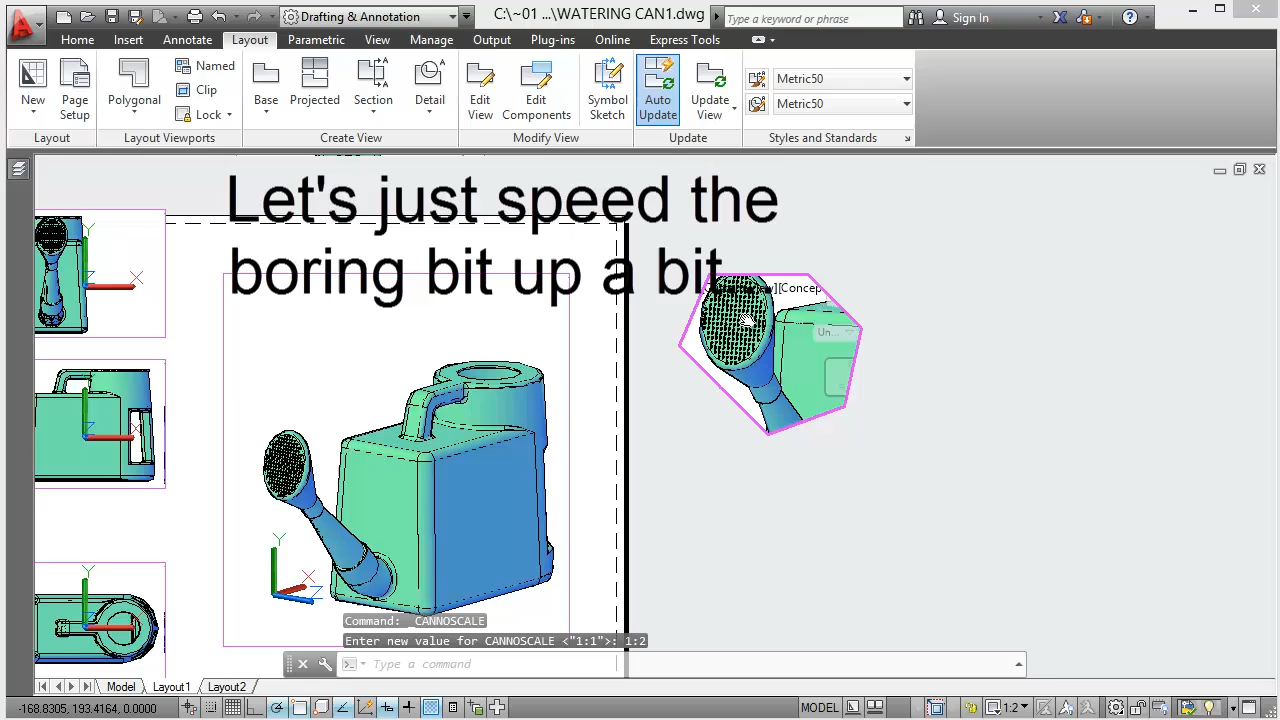 Drafting & Annotation
C:\~01 ...\WATERING CAN1.dwg
Type a keyword or phrase
Sign In
Home Insert Annotate Layout Parametric View Manage Output Plug-ins Online Express Tools
New
Page Setup
Polygonal
Named
Clip
Lock
Base
Projected
Section
Detail
Edit View
Edit Components
Symbol Sketch
Auto Update
Update View
Metric50
Metric50
Layout
Layout Viewports
Create View
Modify View
Update
Styles and Standards
Let's just speed the
boring bit up a bit
][Concep
Un...
Y
X
Z
Y
X
Z
Y
X
Z
Y
X
Z
Command: _CANNOSCALE
Enter new value for CANNOSCALE <"1:1">: 1:2
Type a command
Model Layout1 Layout2
-168.8305, 193.4164, 0.0000
MODEL
1:2